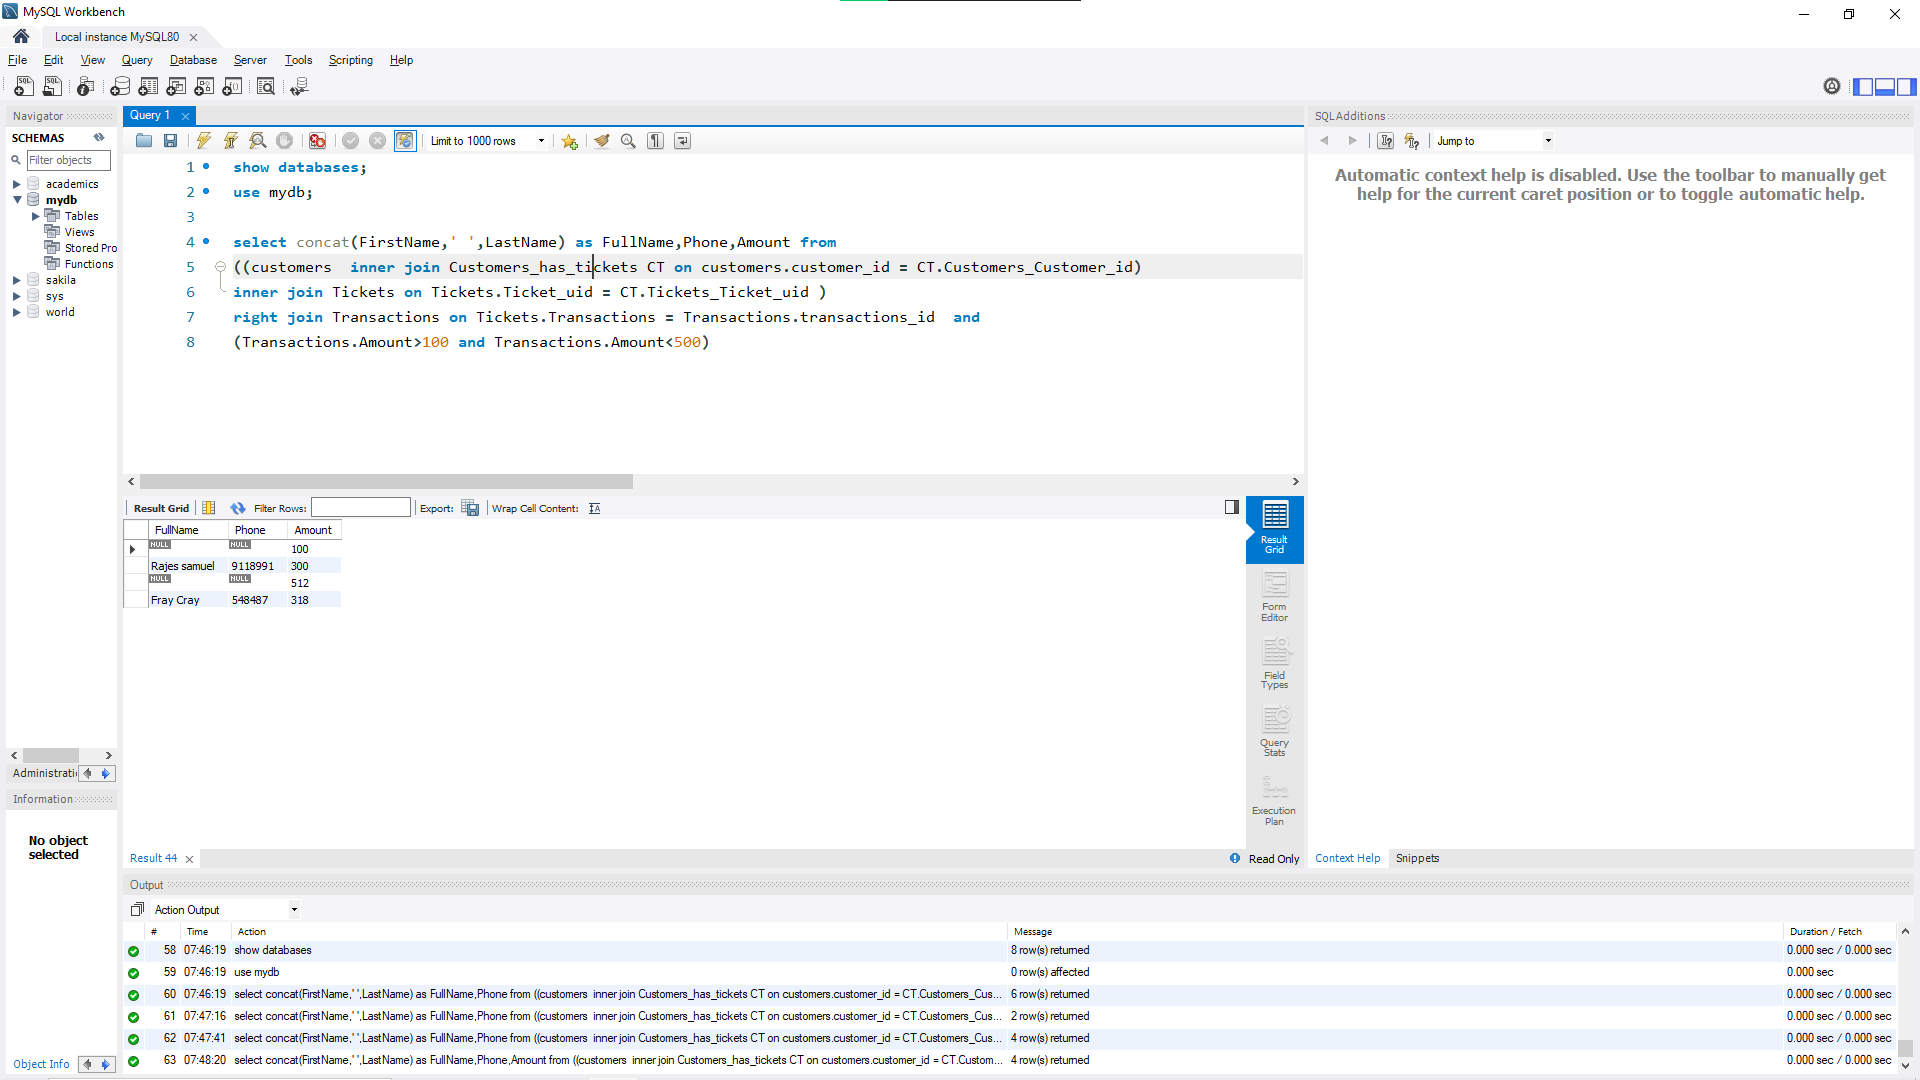 MySQL Workbench
Local instance MySQL80
File Edit View Query Database Server Tools Scripting Help
Navigator
SCHEMAS
Filter objects
academics
mydb
Tables
Views
Stored Pro
Functions
sakila
sys
world
Administrati
Information
No object
selected
Object Info
Query 1
Limit to 1000 rows
1 show databases;
2 use mydb;
3
4 select concat(FirstName,' ',LastName) as FullName,Phone,Amount from
5 ((customers  inner join Customers_has_tickets CT on customers.customer_id = CT.Customers_Customer_id)
6 inner join Tickets on Tickets.Ticket_uid = CT.Tickets_Ticket_uid )
7 right join Transactions on Tickets.Transactions = Transactions.transactions_id  and
8 (Transactions.Amount>100 and Transactions.Amount<500)
Result Grid Filter Rows: Export: Wrap Cell Content:
FullName Phone Amount
NULL NULL 100
Rajes samuel 9118991 300
NULL NULL 512
Fray Cray 548487 318
Result
Grid
Form
Editor
Field
Types
Query
Stats
Execution
Plan
Result 44
Read Only
SQLAdditions
Jump to
Automatic context help is disabled. Use the toolbar to manually get
help for the current caret position or to toggle automatic help.
Context Help Snippets
Output
Action Output
# Time Action Message Duration / Fetch
58 07:46:19 show databases 8 row(s) returned 0.000 sec / 0.000 sec
59 07:46:19 use mydb 0 row(s) affected 0.000 sec
60 07:46:19 select concat(FirstName,' ',LastName) as FullName,Phone from ((customers  inner join Customers_has_tickets CT on customers.customer_id = CT.Customers_Cus... 6 row(s) returned 0.000 sec / 0.000 sec
61 07:47:16 select concat(FirstName,' ',LastName) as FullName,Phone from ((customers  inner join Customers_has_tickets CT on customers.customer_id = CT.Customers_Cus... 2 row(s) returned 0.000 sec / 0.000 sec
62 07:47:41 select concat(FirstName,' ',LastName) as FullName,Phone from ((customers  inner join Customers_has_tickets CT on customers.customer_id = CT.Customers_Cus... 4 row(s) returned 0.000 sec / 0.000 sec
63 07:48:20 select concat(FirstName,' ',LastName) as FullName,Phone,Amount from ((customers  inner join Customers_has_tickets CT on customers.customer_id = CT.Custom... 4 row(s) returned 0.000 sec / 0.000 sec